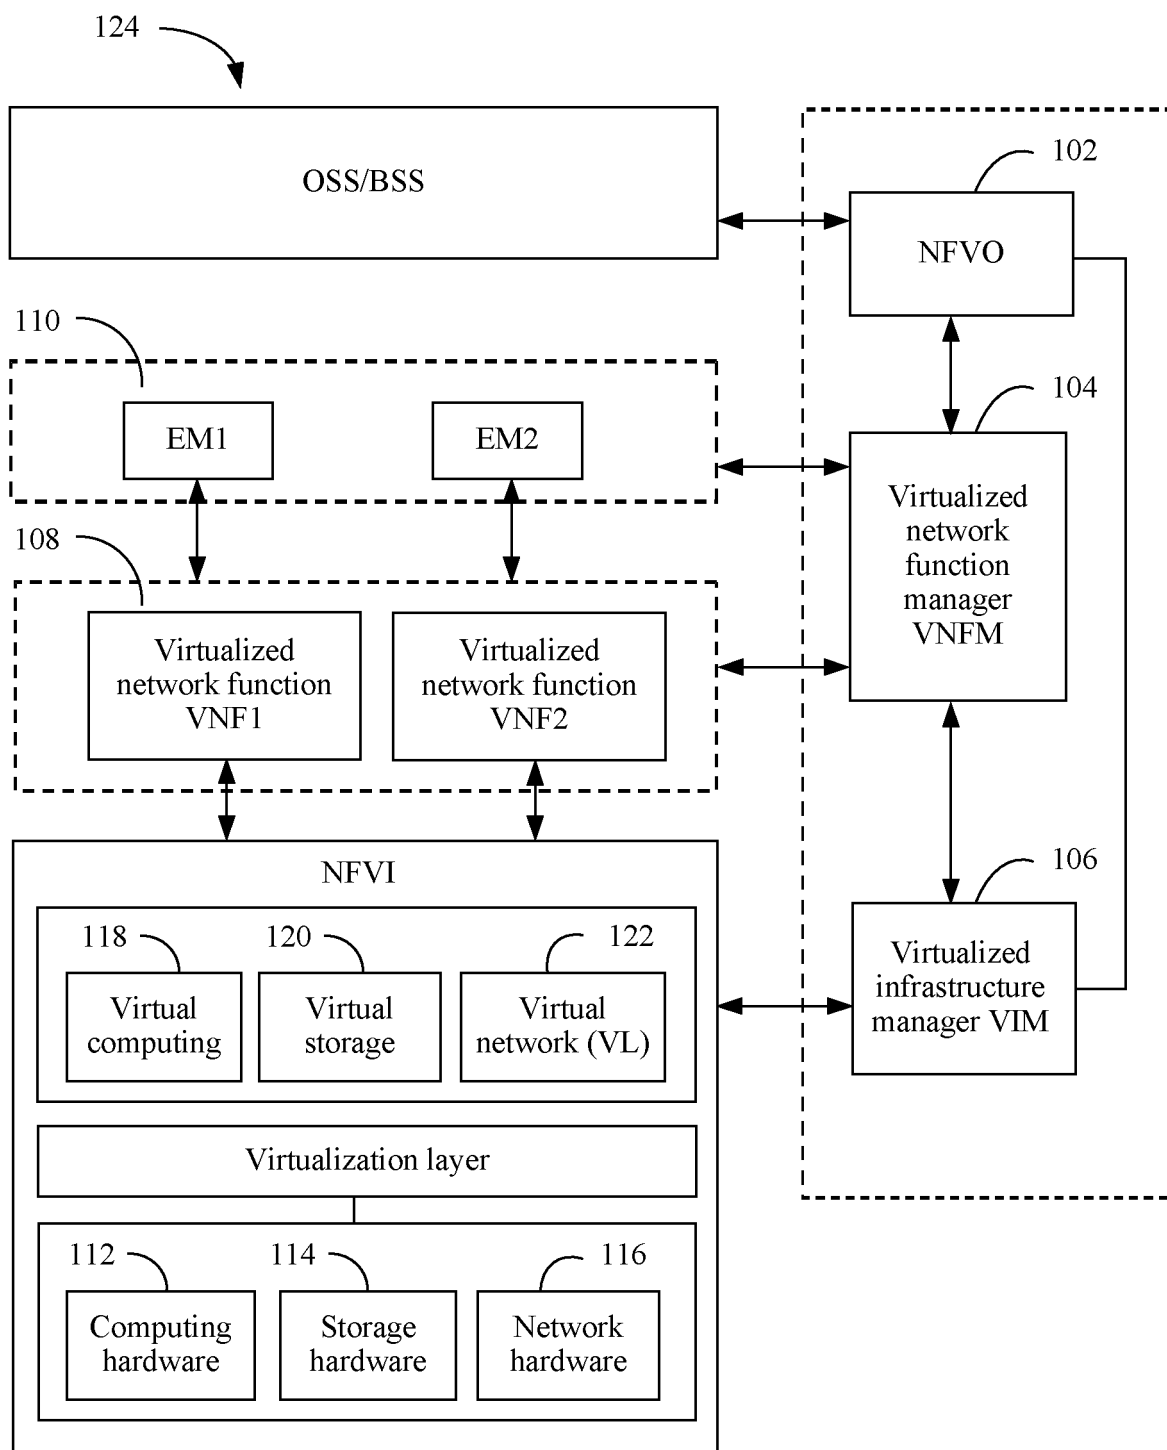 124
OSS/BSS
102
NFVO
110
EM1
EM2
104
Virtualized
network
function
manager
VNFM
108
Virtualized
network function
VNF1
Virtualized
network function
VNF2
NFVI
106
Virtualized
infrastructure
manager VIM
118
Virtual
computing
120
Virtual
storage
122
Virtual
network (VL)
Virtualization layer
112
Computing
hardware
114
Storage
hardware
116
Network
hardware